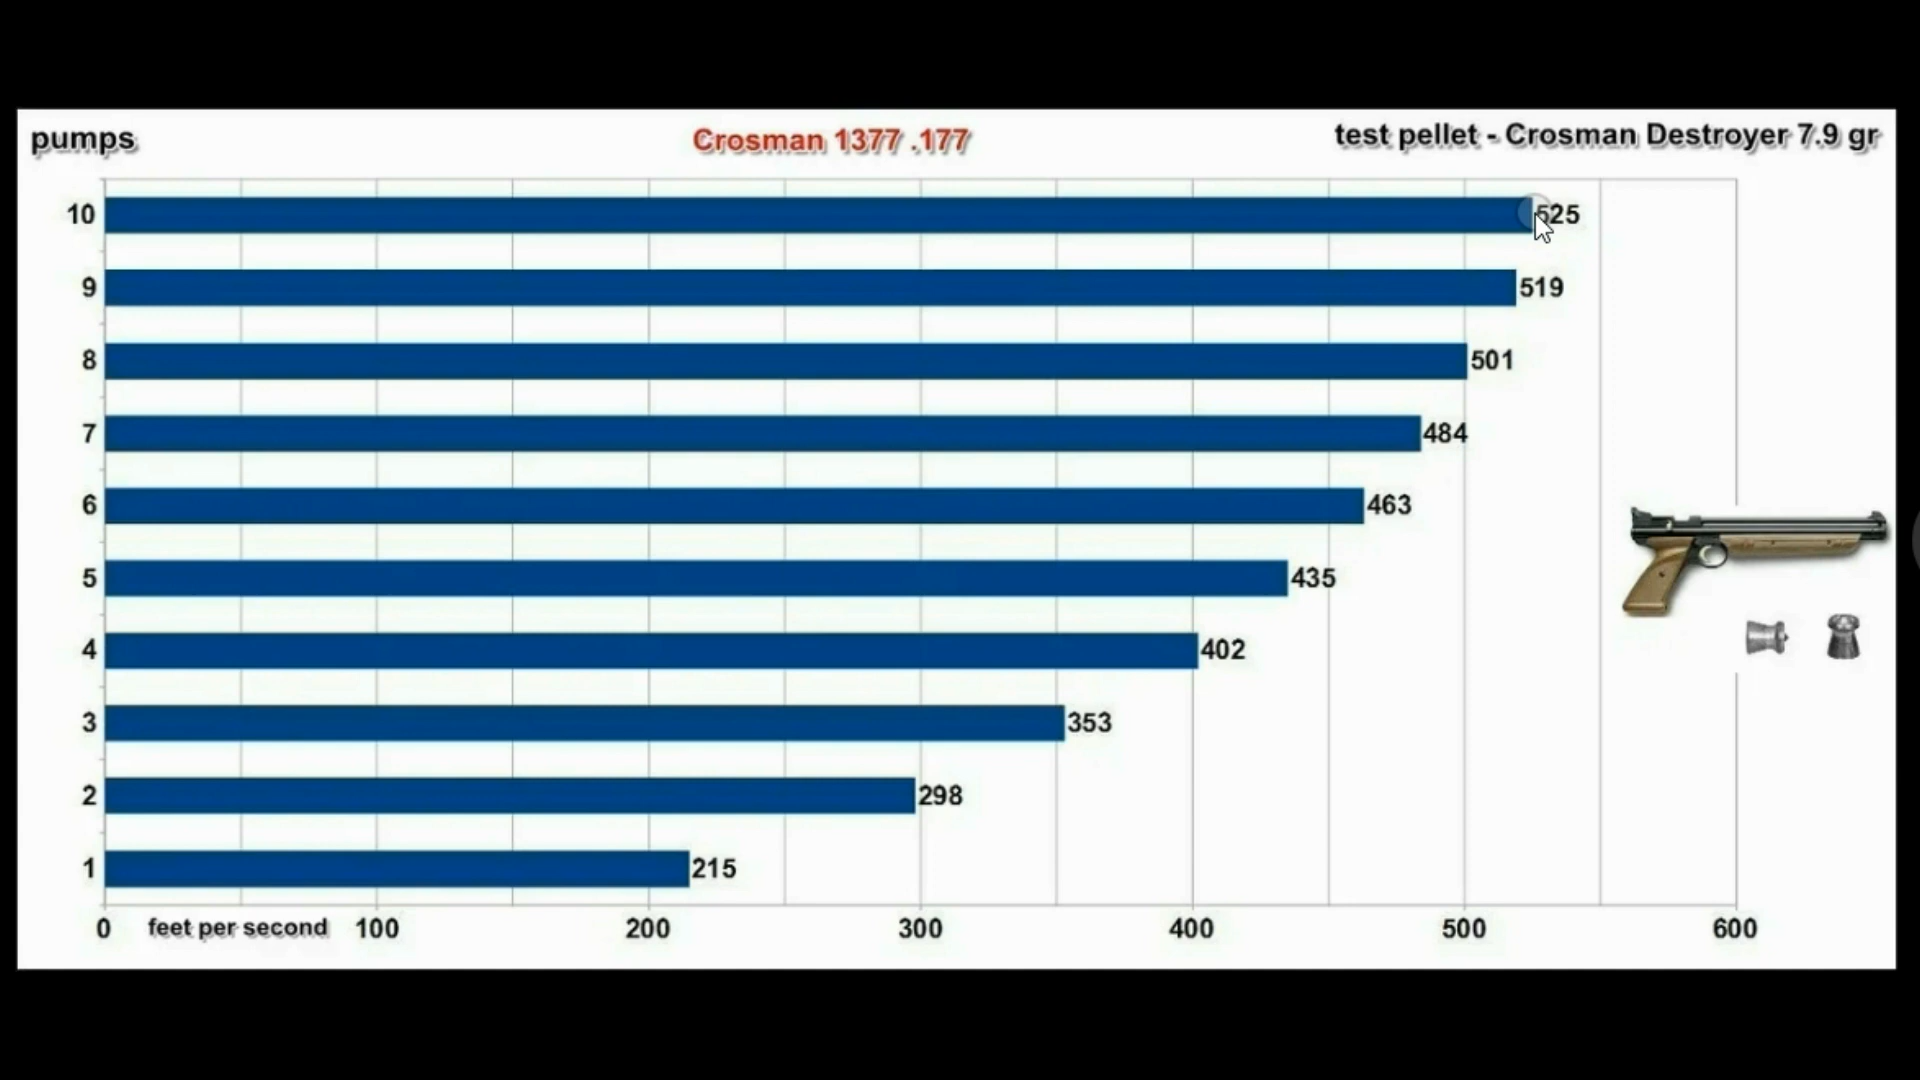 pumps
Crosman 1377 .177
test pellet - Crosman Destroyer 7.9 gr
10 525
9 519
8 501
7 484
6 463
5 435
4 402
3 353
2 298
1 215
0 feet per second 100 200 300 400 500 600